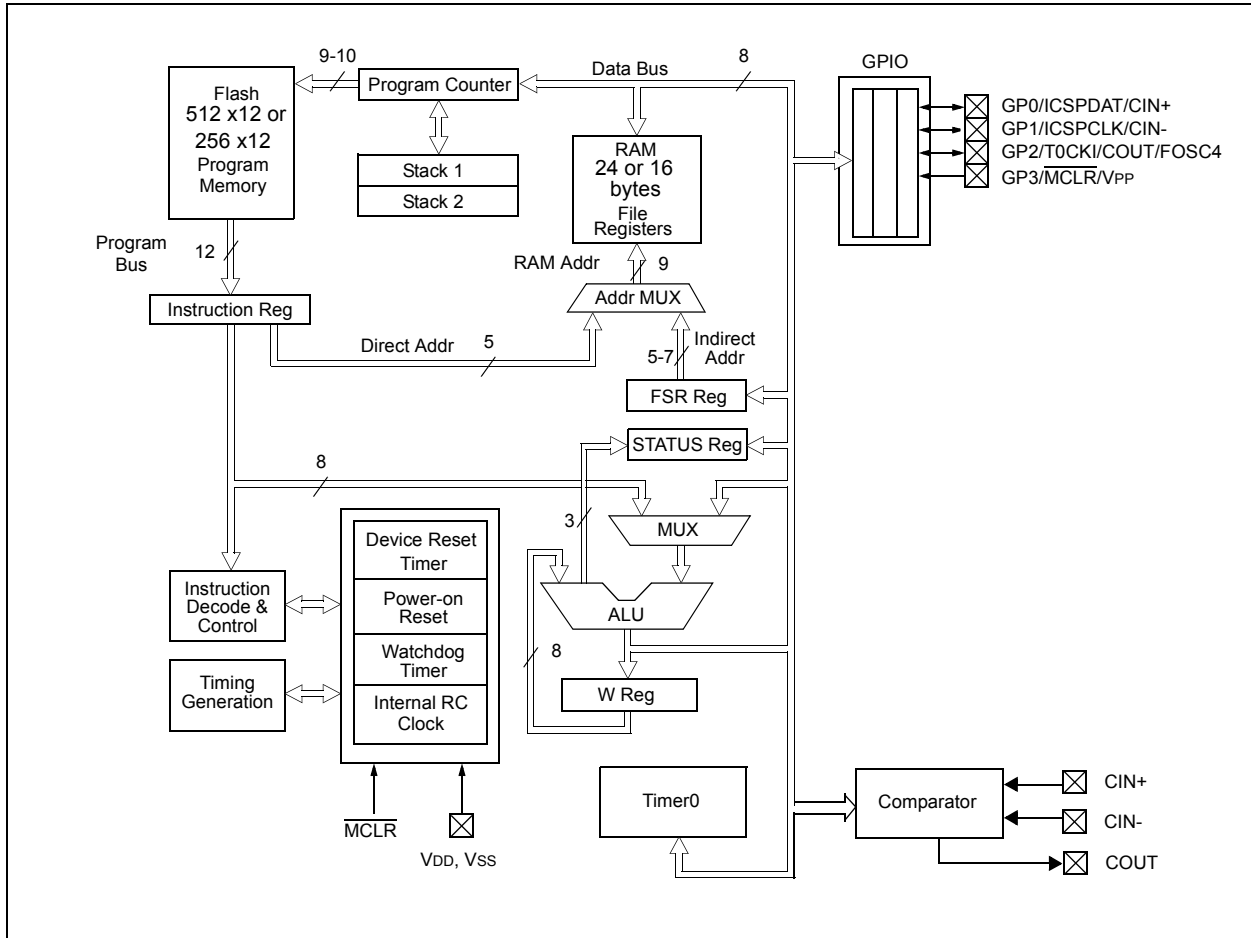 9-10
Program Counter
Data Bus
8
GPIO
Flash
512 x12 or
256 x12
Program
Memory
Stack 1
Stack 2
RAM
24 or 16
bytes
File
Registers
GP0/ICSPDAT/CIN+
GP1/ICSPCLK/CIN-
GP2/T0CKI/COUT/FOSC4
GP3/MCLR/VPP
Program
Bus
12
RAM Addr
9
Addr MUX
Instruction Reg
Direct Addr
5
5-7
Indirect
Addr
FSR Reg
STATUS Reg
8
3
MUX
Device Reset
Timer
Power-on
Reset
Watchdog
Timer
Internal RC
Clock
Instruction
Decode &
Control
Timing
Generation
ALU
8
W Reg
MCLR
VDD, VSS
Timer0
Comparator
CIN+
CIN-
COUT